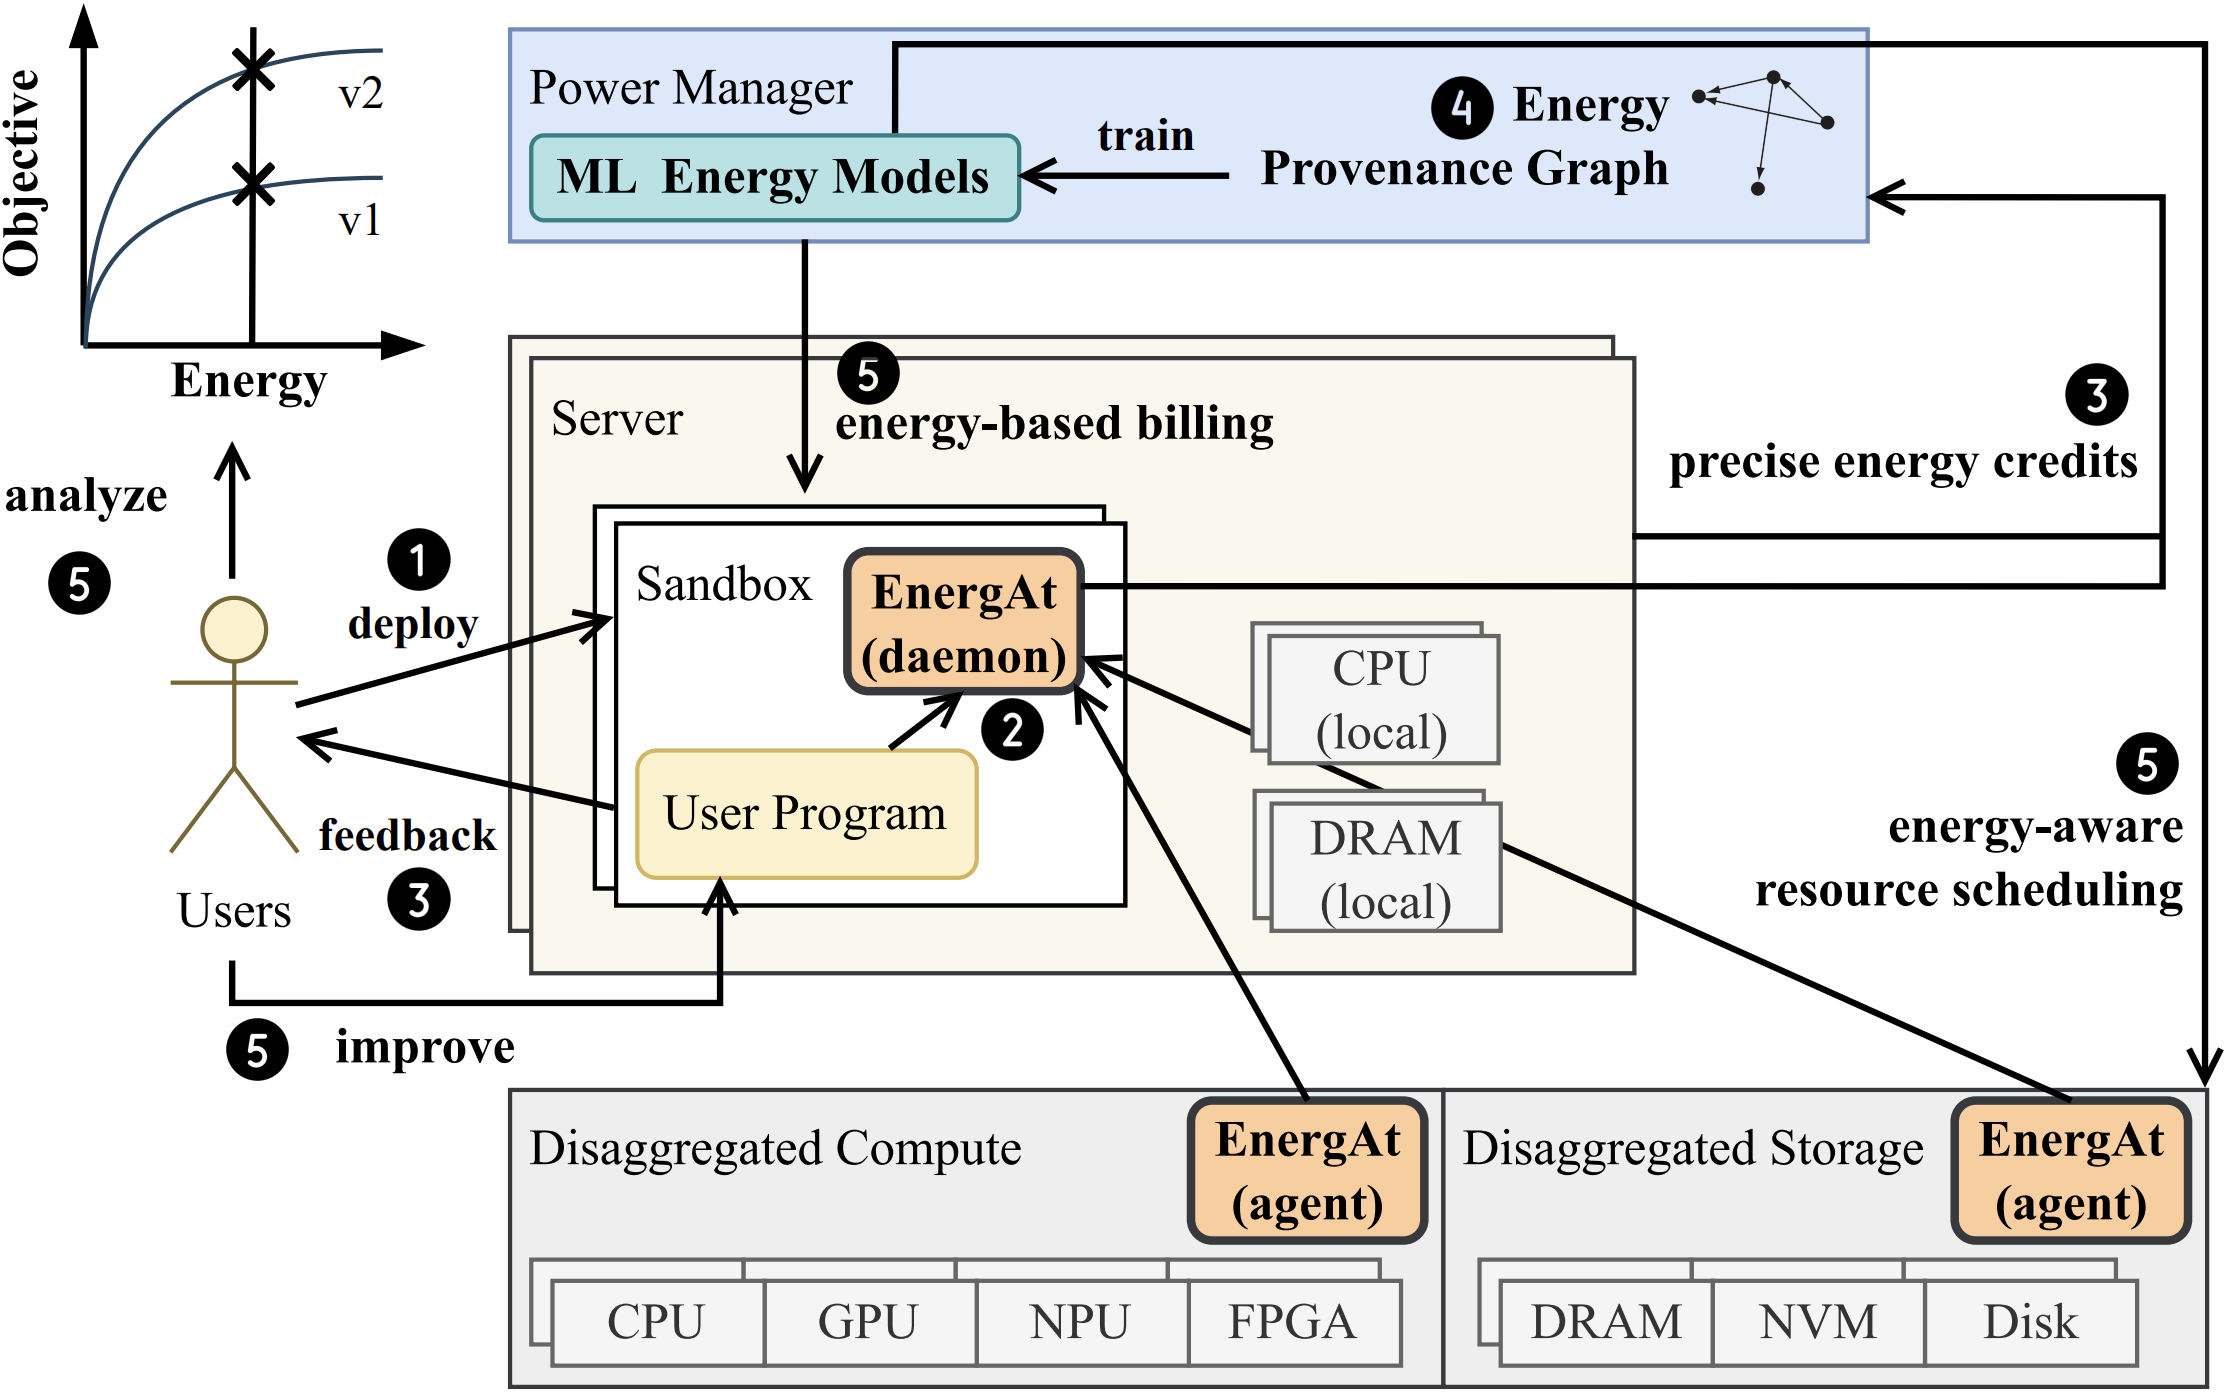 Objective
v2
v1
Energy
Power Manager
ML Energy Models
train
4 Energy
Provenance Graph
5
energy-based billing
Server
3
precise energy credits
analyze
5
1
deploy
Sandbox
EnergAt
(daemon)
2
User Program
CPU
(local)
DRAM
(local)
feedback
3
Users
5
energy-aware
resource scheduling
5 improve
Disaggregated Compute
EnergAt
(agent)
CPU GPU NPU FPGA
Disaggregated Storage
EnergAt
(agent)
DRAM NVM Disk